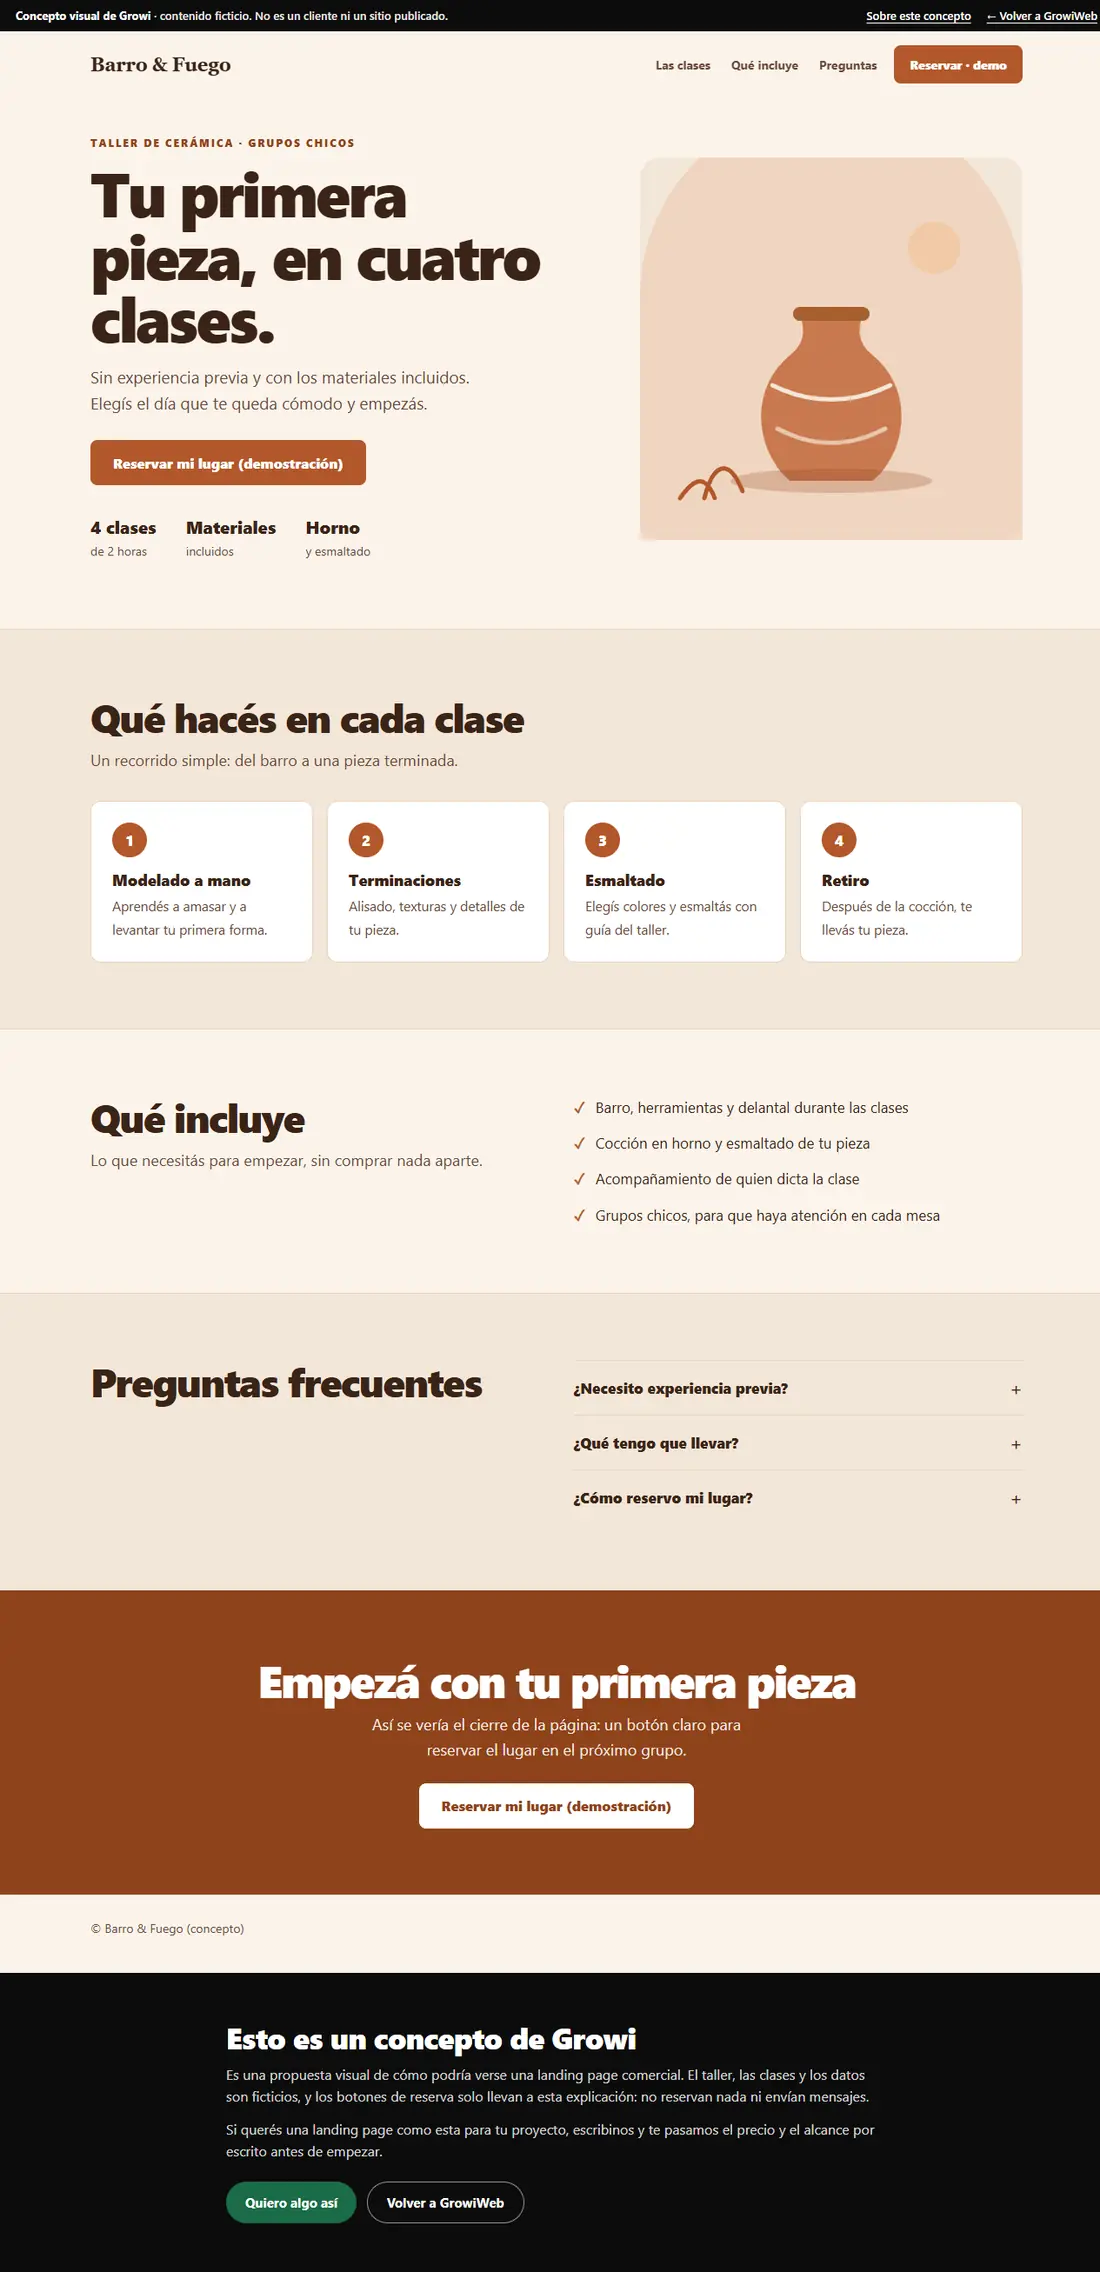 Concepto visual de Growi · contenido ficticio. No es un cliente ni un sitio publicado.
Sobre este concepto
← Volver a GrowiWeb
Barro & Fuego
Las clases
Qué incluye
Preguntas
Reservar · demo
TALLER DE CERÁMICA · GRUPOS CHICOS
Tu primera
pieza, en cuatro
clases.
Sin experiencia previa y con los materiales incluidos.
Elegís el día que te queda cómodo y empezás.
Reservar mi lugar (demostración)
4 clases
de 2 horas
Materiales
incluidos
Horno
y esmaltado
Qué hacés en cada clase
Un recorrido simple: del barro a una pieza terminada.
1
Modelado a mano
Aprendés a amasar y a
levantar tu primera forma.
2
Terminaciones
Alisado, texturas y detalles de
tu pieza.
3
Esmaltado
Elegís colores y esmaltás con
guía del taller.
4
Retiro
Después de la cocción, te
llevás tu pieza.
Qué incluye
Lo que necesitás para empezar, sin comprar nada aparte.
✓ Barro, herramientas y delantal durante las clases
✓ Cocción en horno y esmaltado de tu pieza
✓ Acompañamiento de quien dicta la clase
✓ Grupos chicos, para que haya atención en cada mesa
Preguntas frecuentes
¿Necesito experiencia previa? +
¿Qué tengo que llevar? +
¿Cómo reservo mi lugar? +
Empezá con tu primera pieza
Así se vería el cierre de la página: un botón claro para
reservar el lugar en el próximo grupo.
Reservar mi lugar (demostración)
© Barro & Fuego (concepto)
Esto es un concepto de Growi
Es una propuesta visual de cómo podría verse una landing page comercial. El taller, las clases y los datos
son ficticios, y los botones de reserva solo llevan a esta explicación: no reservan nada ni envían mensajes.
Si querés una landing page como esta para tu proyecto, escribinos y te pasamos el precio y el alcance por
escrito antes de empezar.
Quiero algo así
Volver a GrowiWeb